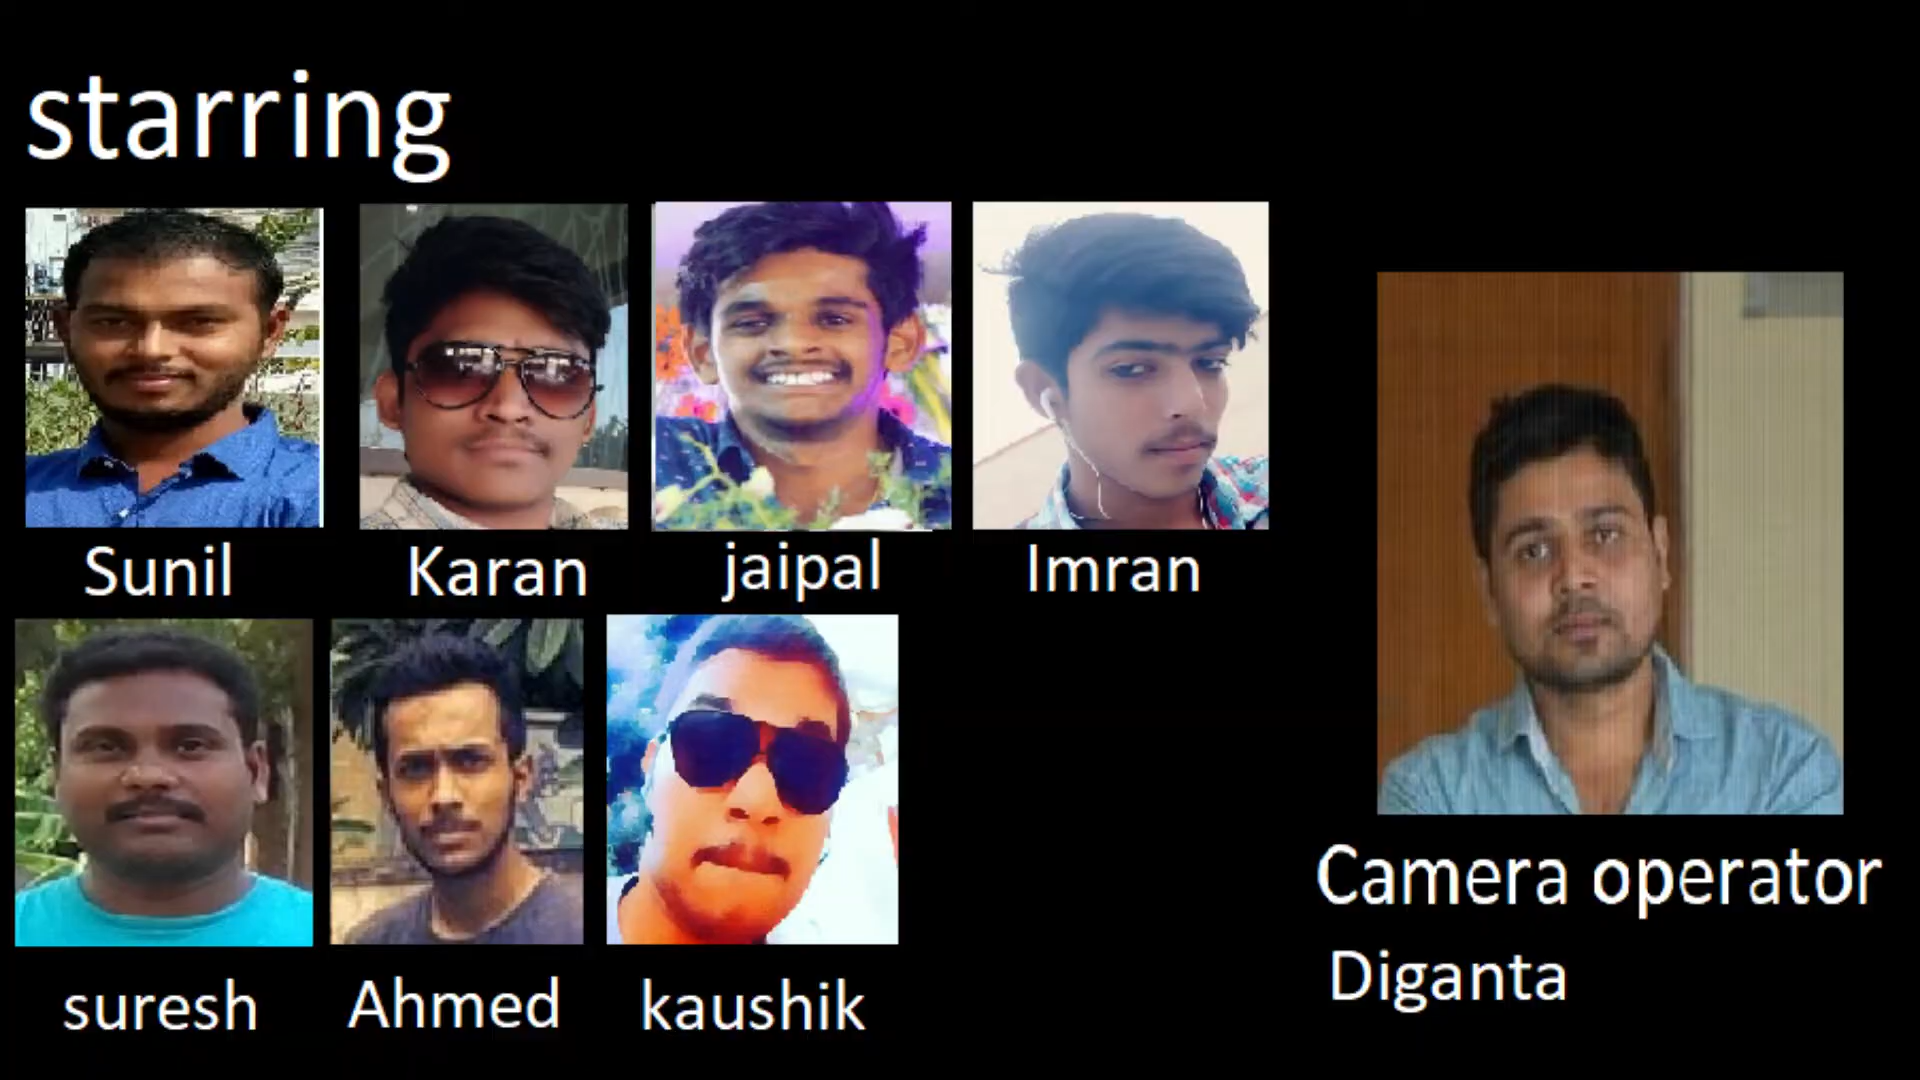 starring
Sunil
Karan
jaipal
Imran
suresh
Ahmed
kaushik
Camera operator
Diganta